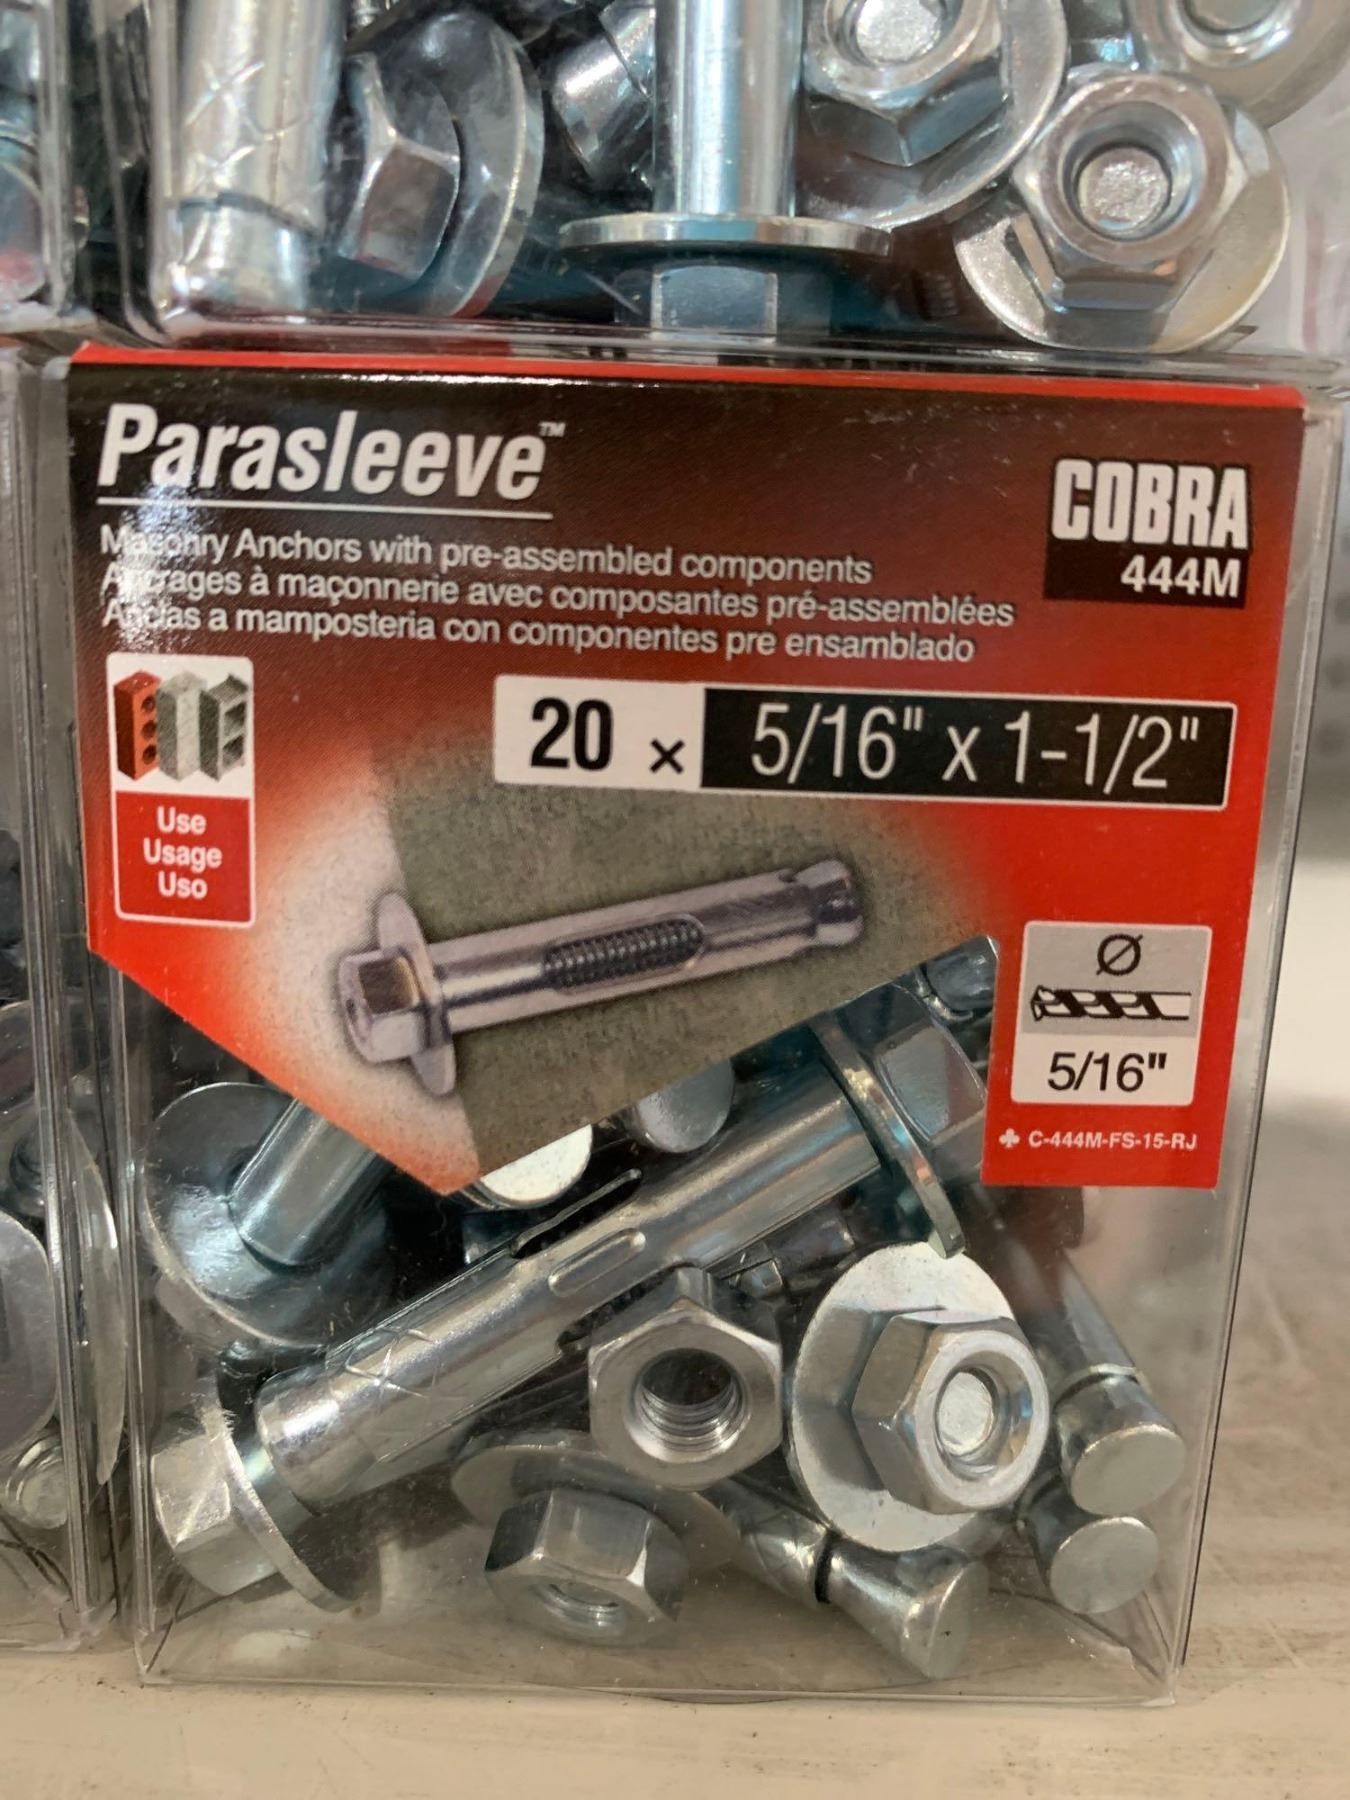 Parasleeve™
COBRA
444M
Masonry Anchors with pre-assembled components
Ancrages à maçonnerie avec composantes pré-assemblées
Anclas a mamposteria con componentes pre ensamblado
20 x 5/16" x 1-1/2"
Use
Usage
Uso
Ø
5/16"
♣ C-444M-FS-15-RJ